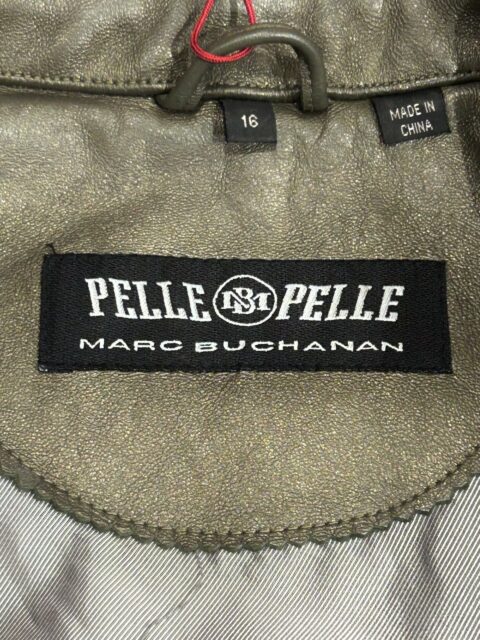 16
MADE IN
CHINA
PELLE MB PELLE
MARC BUCHANAN